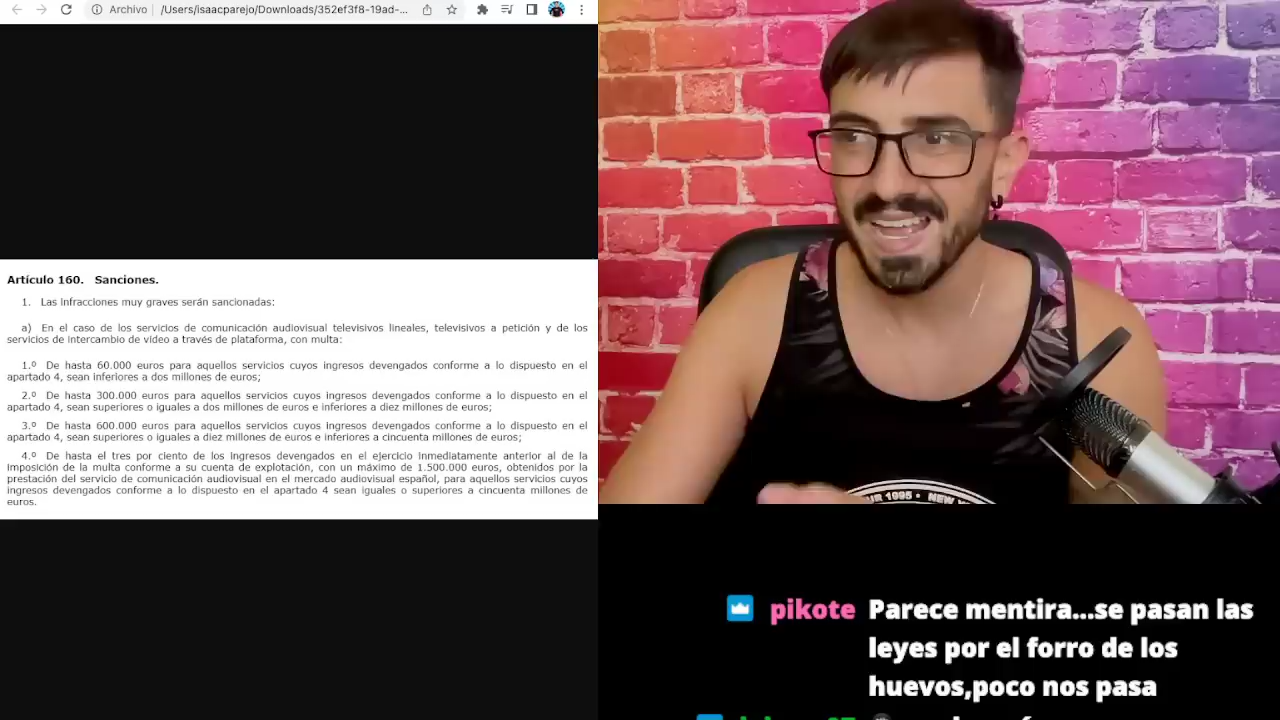 Archivo
/Users/isaacparejo/Downloads/352ef3f8-19ad-...
Artículo 160. Sanciones.
1. Las infracciones muy graves serán sancionadas:
a) En el caso de los servicios de comunicación audiovisual televisivos lineales, televisivos a petición y de los
servicios de intercambio de vídeo a través de plataforma, con multa:
1.º De hasta 60.000 euros para aquellos servicios cuyos ingresos devengados conforme a lo dispuesto en el
apartado 4, sean inferiores a dos millones de euros;
2.º De hasta 300.000 euros para aquellos servicios cuyos ingresos devengados conforme a lo dispuesto en el
apartado 4, sean superiores o iguales a dos millones de euros e inferiores a diez millones de euros;
3.º De hasta 600.000 euros para aquellos servicios cuyos ingresos devengados conforme a lo dispuesto en el
apartado 4, sean superiores o iguales a diez millones de euros e inferiores a cincuenta millones de euros;
4.º De hasta el tres por ciento de los ingresos devengados en el ejercicio inmediatamente anterior al de la
imposición de la multa conforme a su cuenta de explotación, con un máximo de 1.500.000 euros, obtenidos por la
prestación del servicio de comunicación audiovisual en el mercado audiovisual español, para aquellos servicios cuyos
ingresos devengados conforme a lo dispuesto en el apartado 4 sean iguales o superiores a cincuenta millones de
euros.
1995 • NEW
pikote Parece mentira...se pasan las
leyes por el forro de los
huevos,poco nos pasa